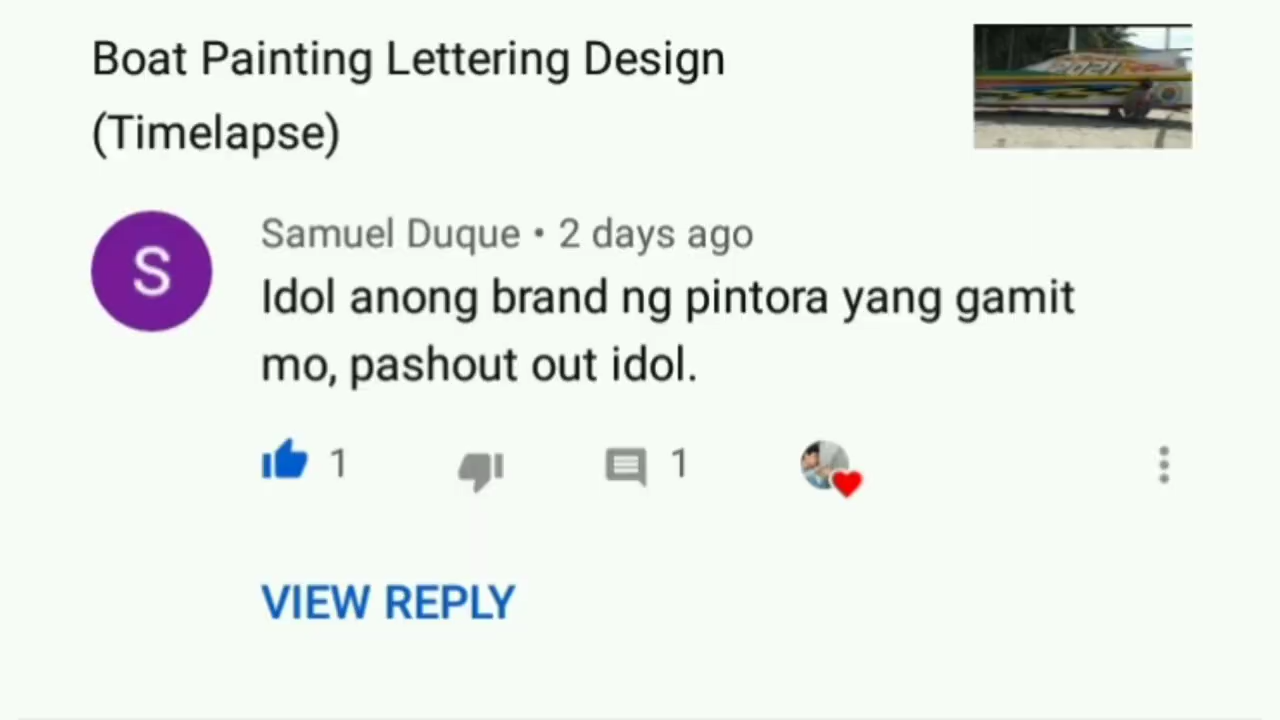 Boat Painting Lettering Design
(Timelapse)
S
Samuel Duque • 2 days ago
Idol anong brand ng pintora yang gamit
mo, pashout out idol.
1
1
VIEW REPLY